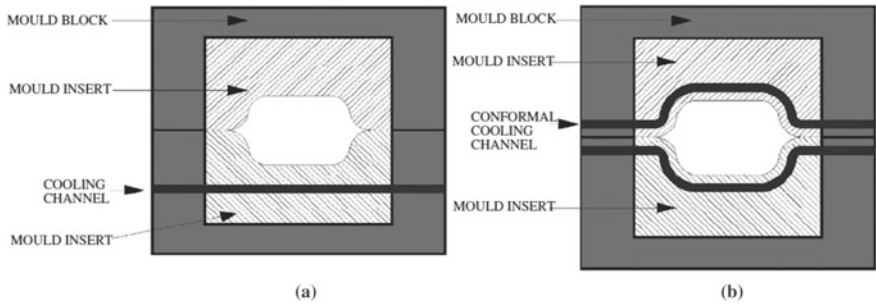 MOULD BLOCK
MOULD INSERT
COOLING
CHANNEL
MOULD INSERT
(a)
MOULD BLOCK
MOULD INSERT
CONFORMAL
COOLING
CHANNEL
MOULD INSERT
(b)